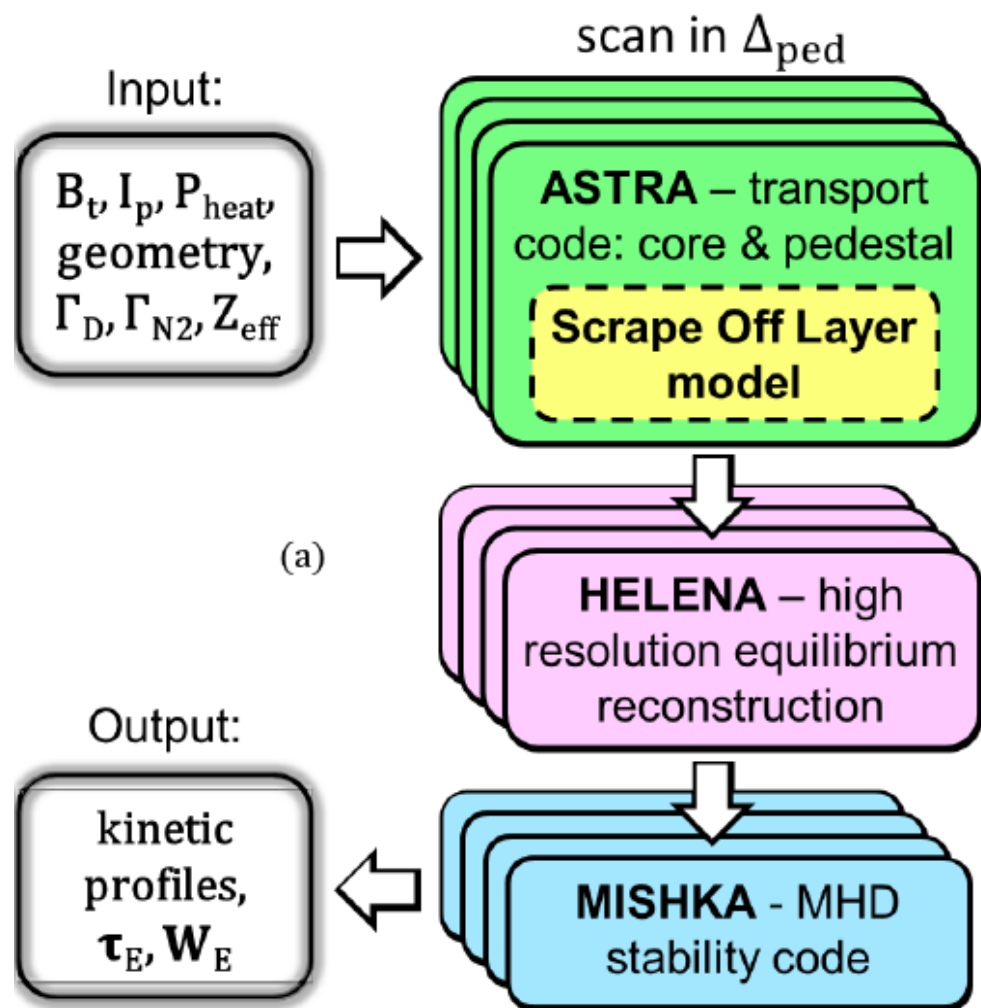 scan in Δ_ped
Input:
B_t, I_p, P_heat,
geometry,
Γ_D, Γ_N2, Z_eff
ASTRA – transport
code: core & pedestal
Scrape Off Layer
model
(a)
HELENA – high
resolution equilibrium
reconstruction
Output:
kinetic
profiles,
τ_E, W_E
MISHKA - MHD
stability code